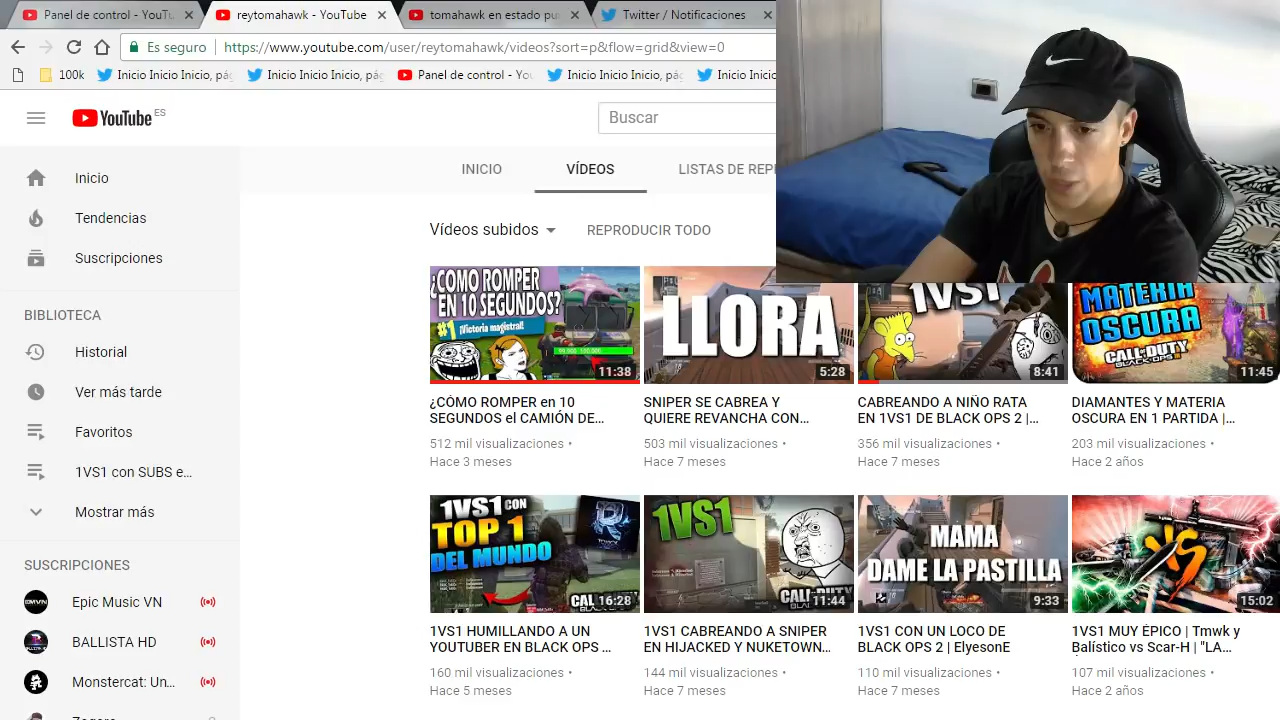 Panel de control - YouTu
reytomahawk - YouTube
tomahawk en estado pu
Twitter / Notificaciones
Es seguro
https://www.youtube.com/user/reytomahawk/videos?sort=p&flow=grid&view=0
100k
Inicio Inicio Inicio, pág
Inicio Inicio Inicio, pág
Panel de control - You
Inicio Inicio Inicio, pág
Inicio Inicio
YouTube ES
Buscar
INICIO
VÍDEOS
LISTAS DE REP
Inicio
Tendencias
Suscripciones
BIBLIOTECA
Historial
Ver más tarde
Favoritos
1VS1 con SUBS e...
Mostrar más
SUSCRIPCIONES
Epic Music VN
BALLISTA HD
Monstercat: Un...
Vídeos subidos
REPRODUCIR TODO
¿COMO ROMPER
EN 10 SEGUNDOS?
#1 ¡Victoria magistral!
11:38
¿CÓMO ROMPER en 10
SEGUNDOS el CAMIÓN DE...
512 mil visualizaciones •
Hace 3 meses
LLORA
5:28
SNIPER SE CABREA Y
QUIERE REVANCHA CON...
503 mil visualizaciones •
Hace 7 meses
1VS1
8:41
CABREANDO A NIÑO RATA
EN 1VS1 DE BLACK OPS 2 |...
356 mil visualizaciones •
Hace 7 meses
MATERIA
OSCURA
CALL OF DUTY
BLACK OPS
11:45
DIAMANTES Y MATERIA
OSCURA EN 1 PARTIDA |...
203 mil visualizaciones •
Hace 2 años
1VS1 CON
TOP 1
DEL MUNDO
16:28
1VS1 HUMILLANDO A UN
YOUTUBER EN BLACK OPS ...
160 mil visualizaciones •
Hace 5 meses
1VS1
11:44
1VS1 CABREANDO A SNIPER
EN HIJACKED Y NUKETOWN...
144 mil visualizaciones •
Hace 7 meses
MAMA
DAME LA PASTILLA
9:33
1VS1 CON UN LOCO DE
BLACK OPS 2 | ElyesonE
110 mil visualizaciones •
Hace 7 meses
VS
15:02
1VS1 MUY ÉPICO | Tmwk y
Balístico vs Scar-H | "LA...
107 mil visualizaciones •
Hace 2 años